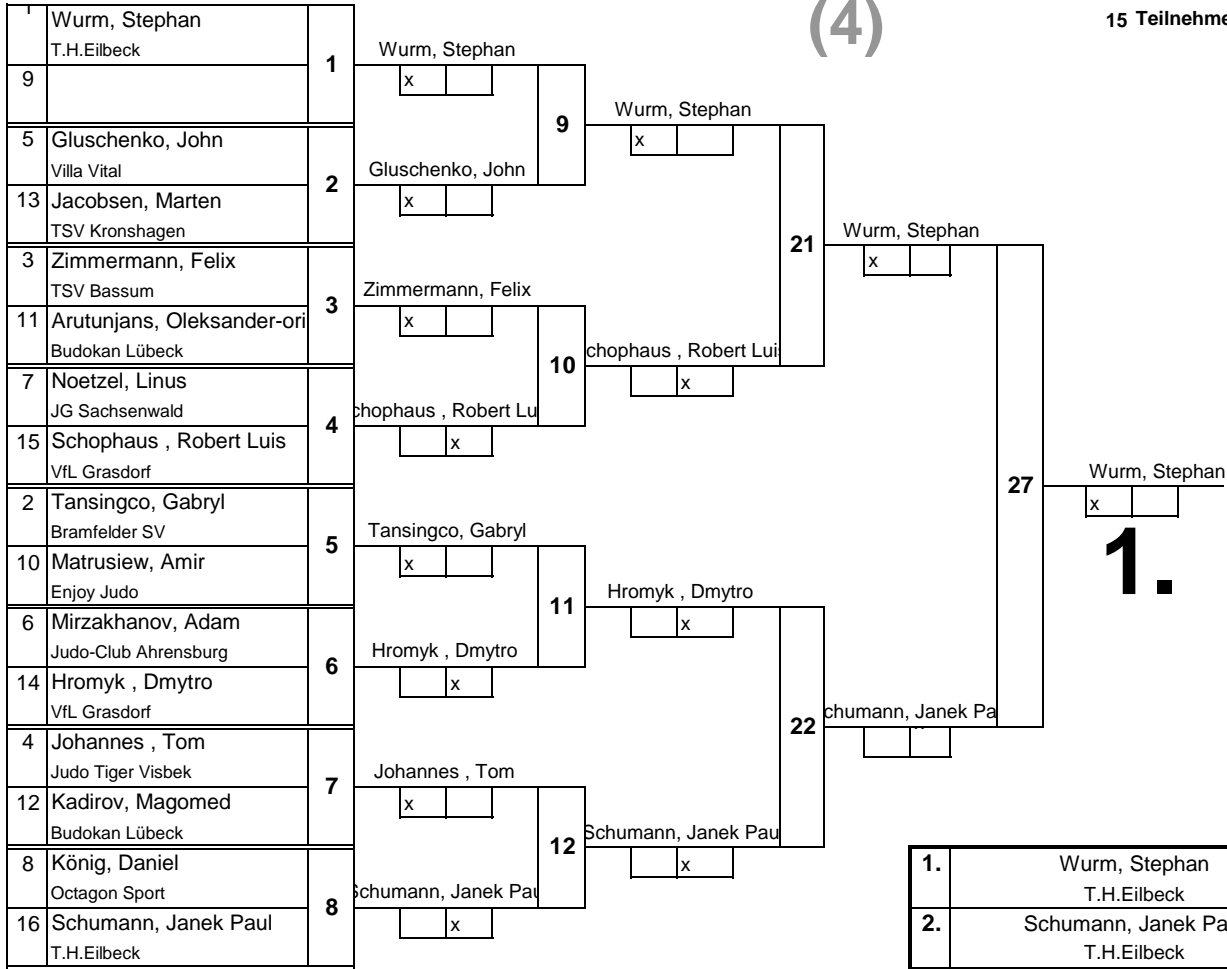 (4)
15 Teilnehme
1 Wurm, Stephan
T.H.Eilbeck
9
1
5 Gluschenko, John
Villa Vital
13 Jacobsen, Marten
TSV Kronshagen
2
3 Zimmermann, Felix
TSV Bassum
11 Arutunjans, Oleksander-ori
Budokan Lübeck
3
7 Noetzel, Linus
JG Sachsenwald
15 Schophaus , Robert Luis
VfL Grasdorf
4
2 Tansingco, Gabryl
Bramfelder SV
10 Matrusiew, Amir
Enjoy Judo
5
6 Mirzakhanov, Adam
Judo-Club Ahrensburg
14 Hromyk , Dmytro
VfL Grasdorf
6
4 Johannes , Tom
Judo Tiger Visbek
12 Kadirov, Magomed
Budokan Lübeck
7
8 König, Daniel
Octagon Sport
16 Schumann, Janek Paul
T.H.Eilbeck
8
Wurm, Stephan
x
9
Gluschenko, John
x
Zimmermann, Felix
x
10
chophaus , Robert Lu
x
Tansingco, Gabryl
x
11
Hromyk , Dmytro
x
Johannes , Tom
x
12
Schumann, Janek Pau
x
Wurm, Stephan
x
21
chophaus , Robert Luis
x
Hromyk , Dmytro
x
22
Schumann, Janek Pau
x
Wurm, Stephan
x
27
chumann, Janek Pa
Wurm, Stephan
x
1.
1. Wurm, Stephan
T.H.Eilbeck
2. Schumann, Janek Pa
T.H.Eilbeck